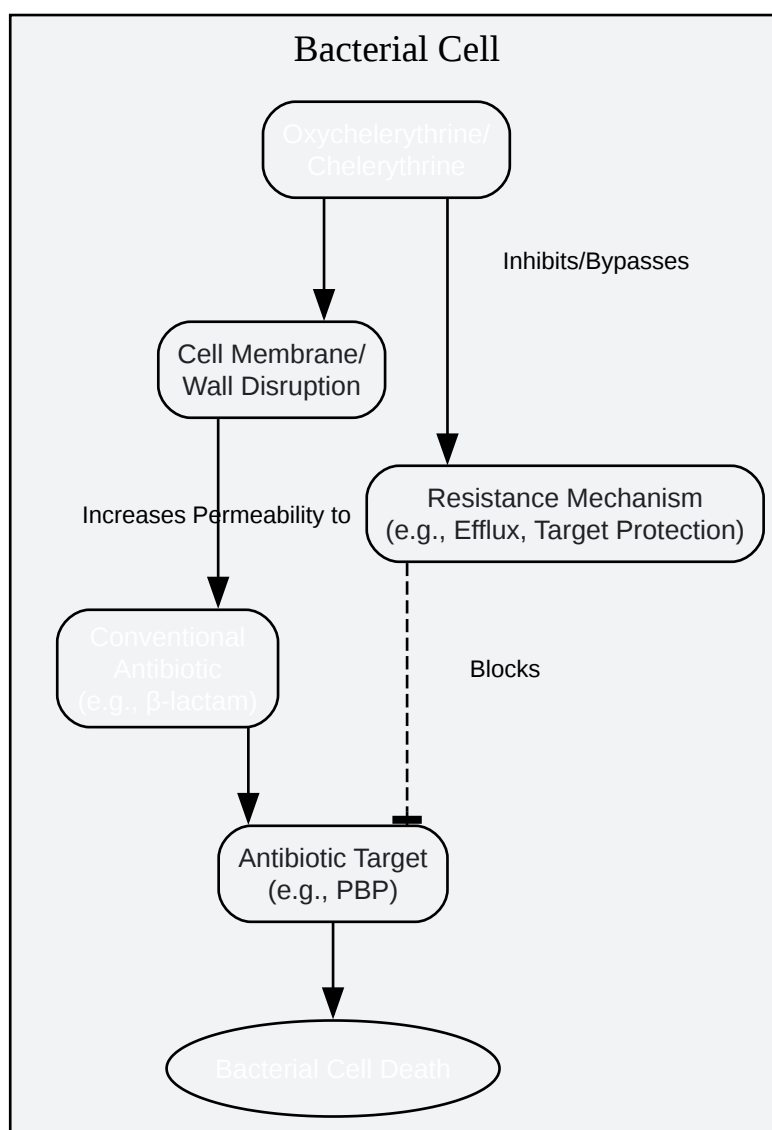 Bacterial Cell
Oxychelerythrine/
Chelerythrine
Inhibits/Bypasses
Cell Membrane/
Wall Disruption
Resistance Mechanism
(e.g., Efflux, Target Protection)
Increases Permeability to
Conventional
Antibiotic
(e.g., β-lactam)
Blocks
Antibiotic Target
(e.g., PBP)
Bacterial Cell Death